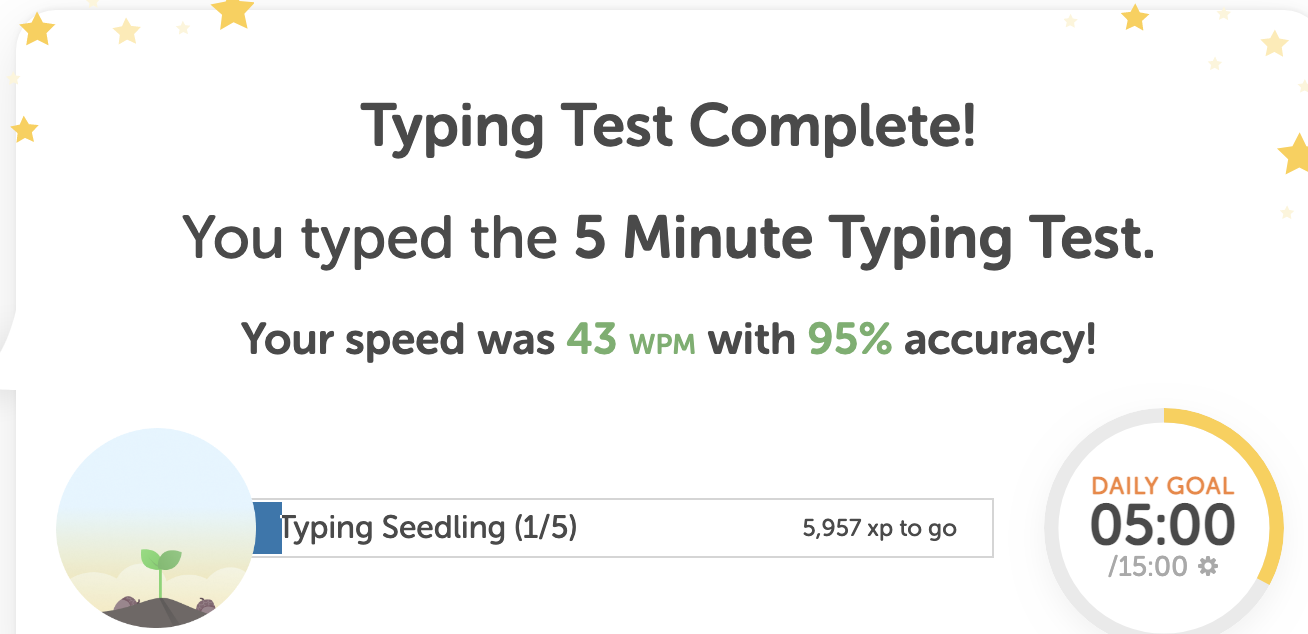 Typing Test Complete!
You typed the 5 Minute Typing Test.
Your speed was 43 WPM with 95% accuracy!
Typing Seedling (1/5) 5,957 xp to go
DAILY GOAL
05:00
/15:00